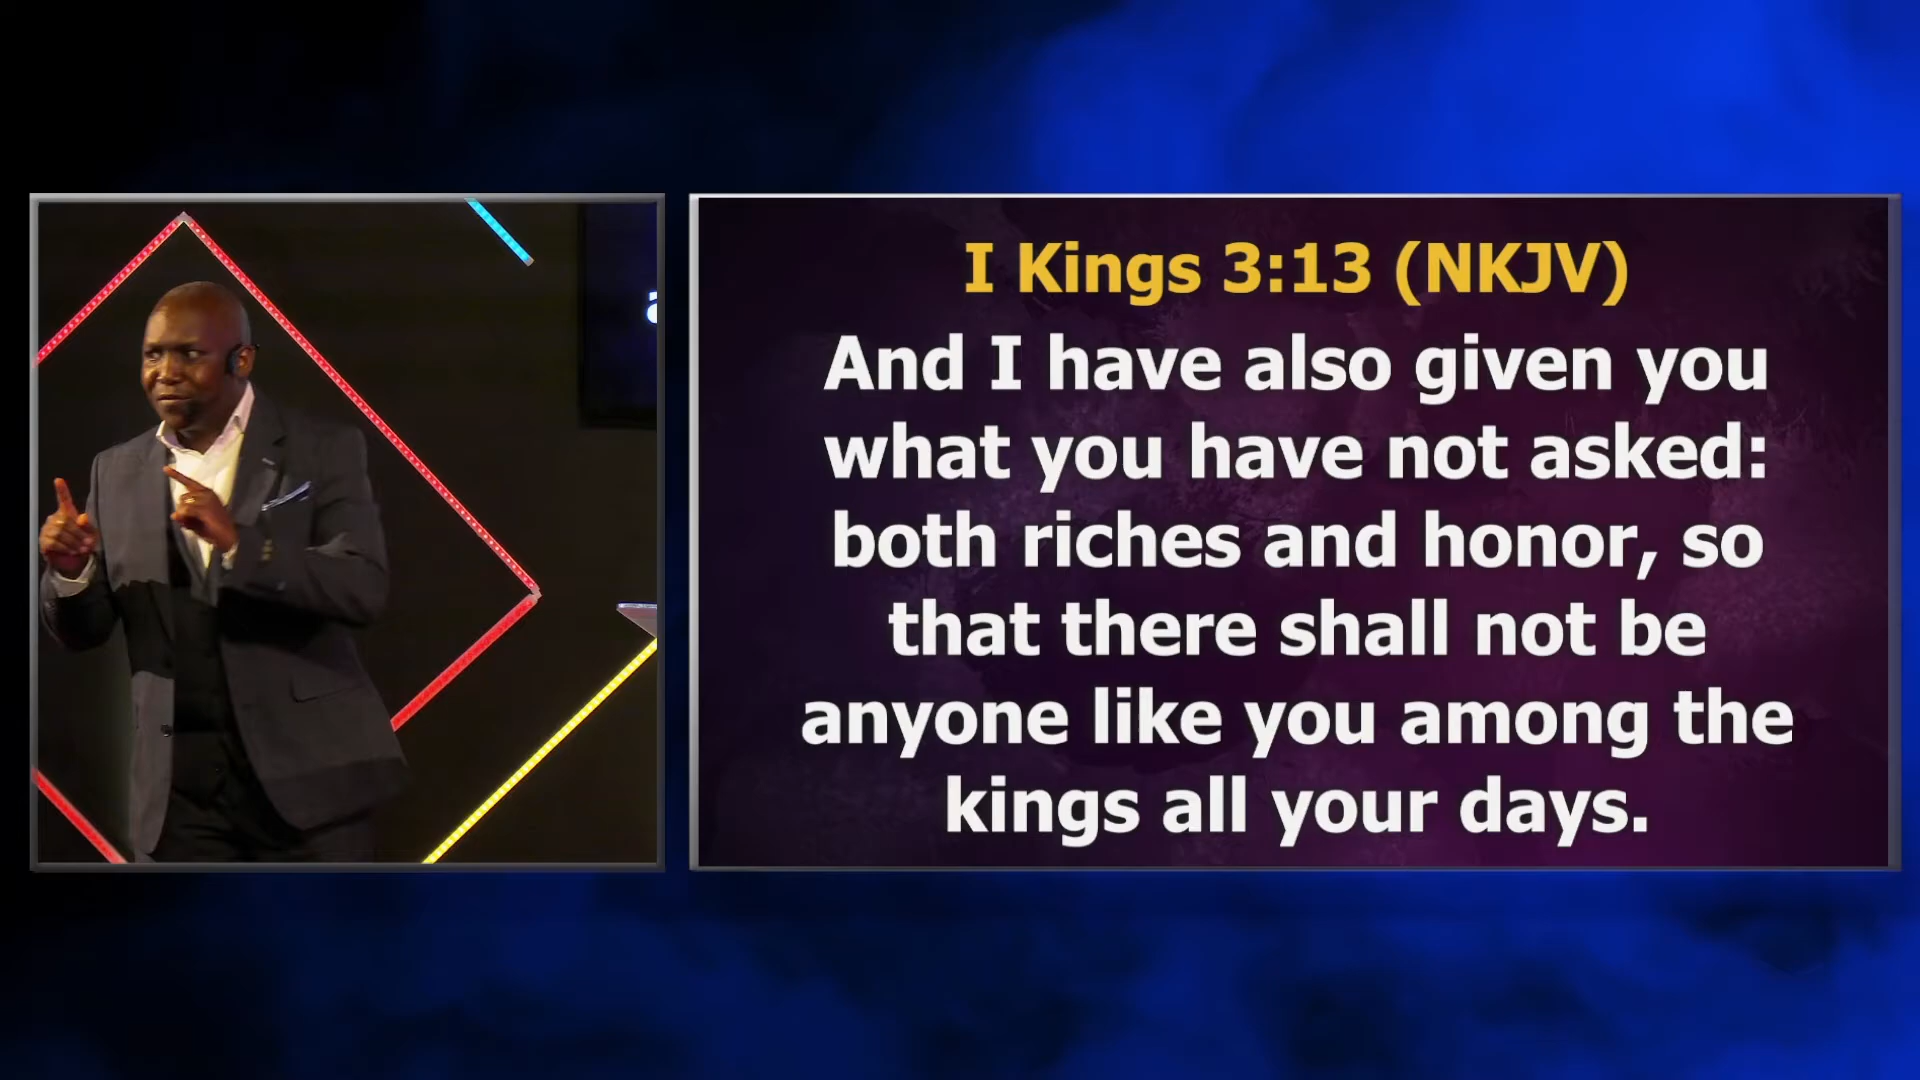 I Kings 3:13 (NKJV)
And I have also given you
what you have not asked:
both riches and honor, so
that there shall not be
anyone like you among the
kings all your days.